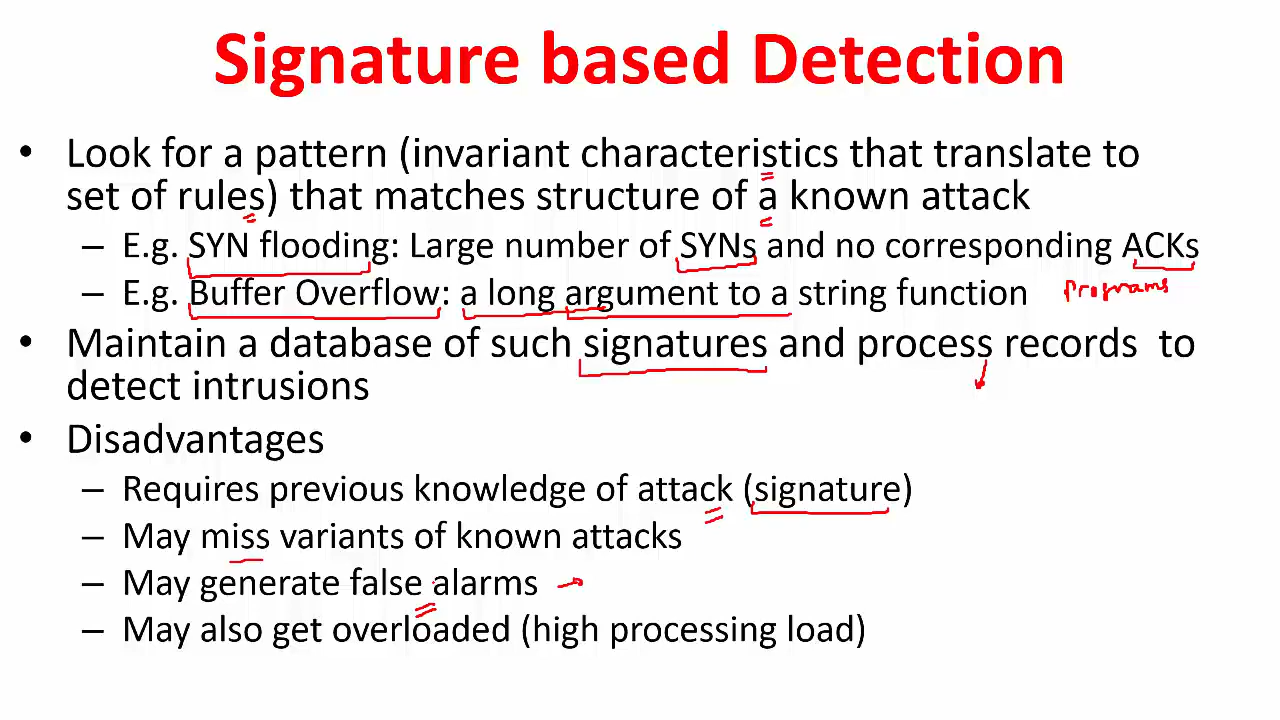 Signature based Detection
• Look for a pattern (invariant characteristics that translate to
set of rules) that matches structure of a known attack
– E.g. SYN flooding: Large number of SYNs and no corresponding ACKs
– E.g. Buffer Overflow: a long argument to a string function programs
• Maintain a database of such signatures and process records to
detect intrusions
• Disadvantages
– Requires previous knowledge of attack (signature)
– May miss variants of known attacks
– May generate false alarms
– May also get overloaded (high processing load)